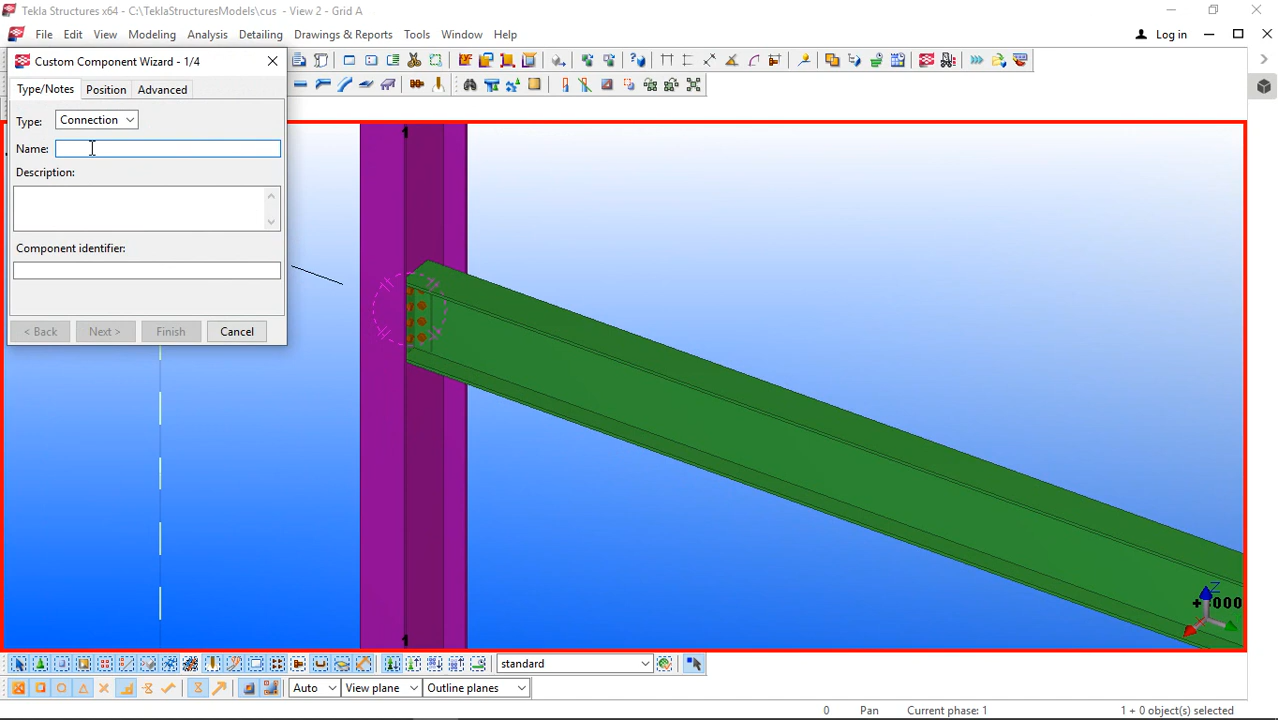 Tekla Structures x64 - C:\TeklaStructuresModels\cus - View 2 - Grid A
File Edit View Modeling Analysis Detailing Drawings & Reports Tools Window Help Log in
Custom Component Wizard - 1/4
Type/Notes Position Advanced
Type: Connection
Name:
Description:
Component identifier:
< Back Next > Finish Cancel
1
1
Z
standard
Auto View plane Outline planes
0 Pan Current phase: 1 1 + 0 object(s) selected